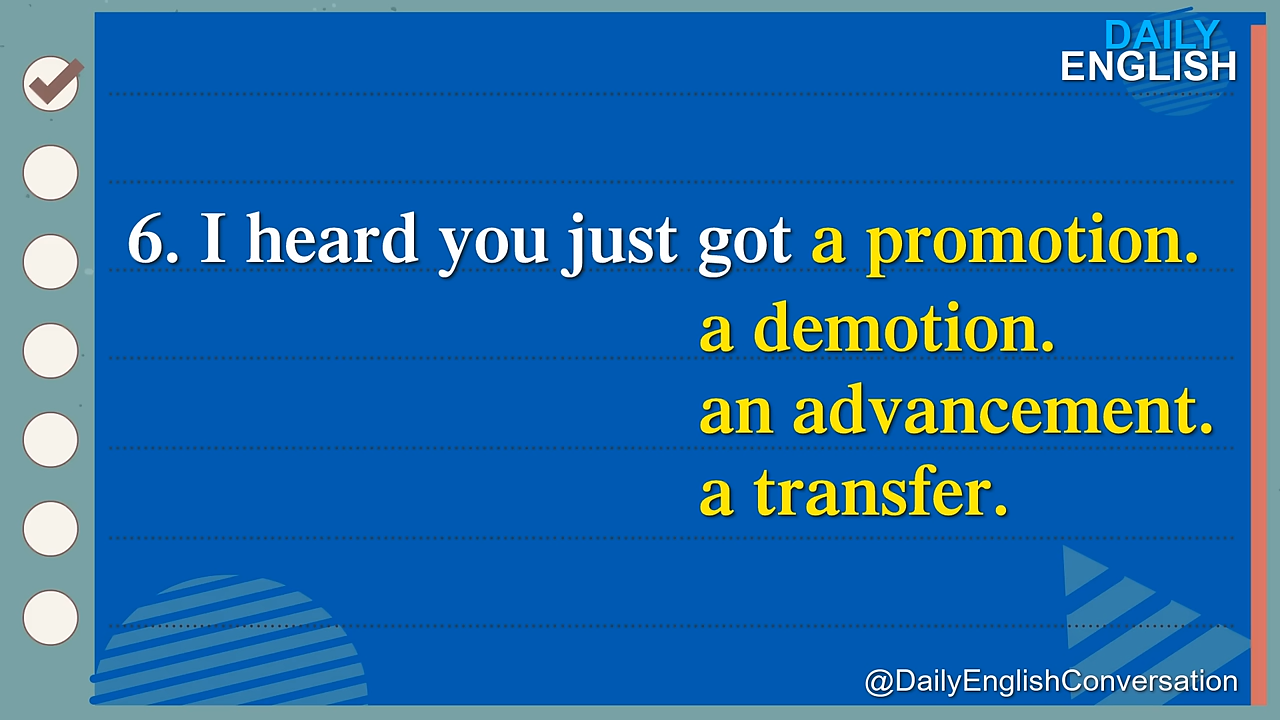 DAILY
ENGLISH
6. I heard you just got a promotion.
a demotion.
an advancement.
a transfer.
@DailyEnglishConversation